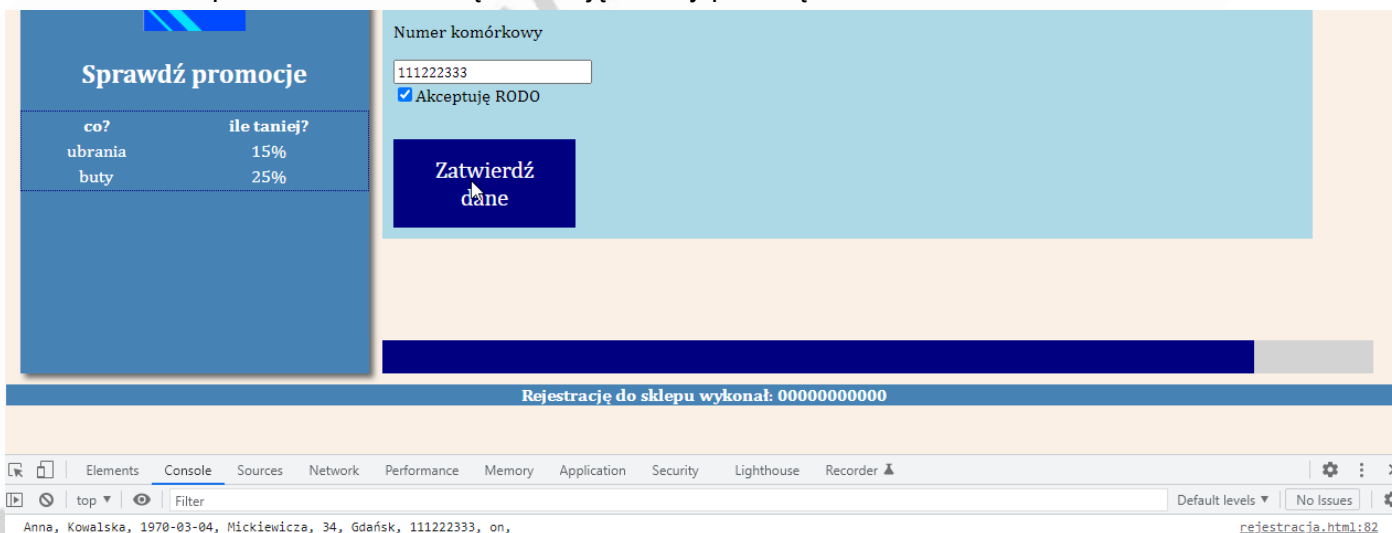 Numer komórkowy
Sprawdź promocje
111222333
Akceptuję RODO
co? ile taniej?
ubrania 15%
buty 25%
Zatwierdź
dane
Rejestrację do sklepu wykonał: 00000000000
Elements Console Sources Network Performance Memory Application Security Lighthouse Recorder
top Filter Default levels No Issues
Anna, Kowalska, 1970-03-04, Mickiewicza, 34, Gdańsk, 111222333, on, rejestracja.html:82